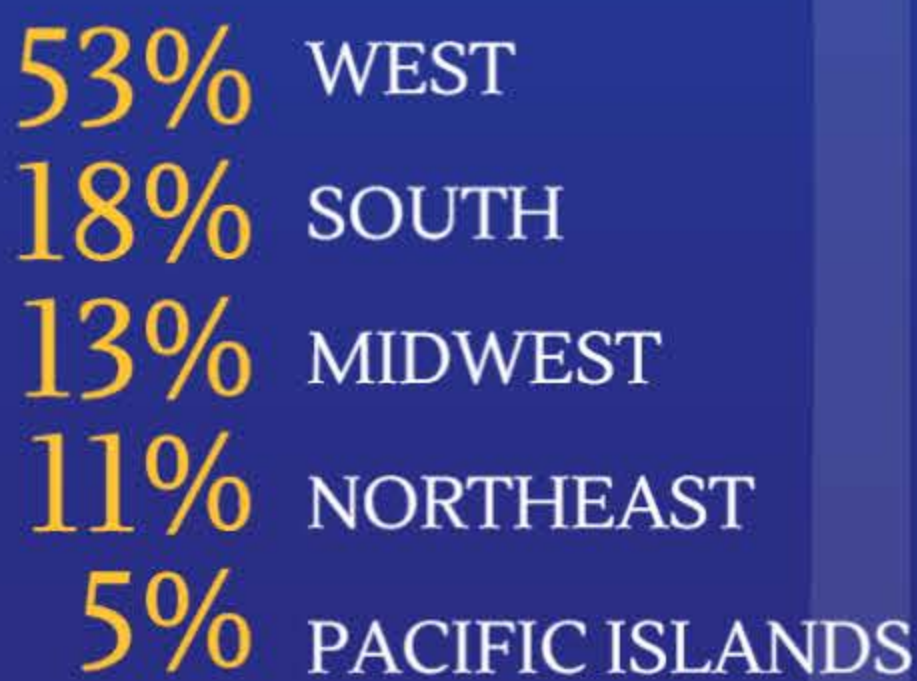 53% WEST
18% SOUTH
13% MIDWEST
11% NORTHEAST
5% PACIFIC ISLANDS